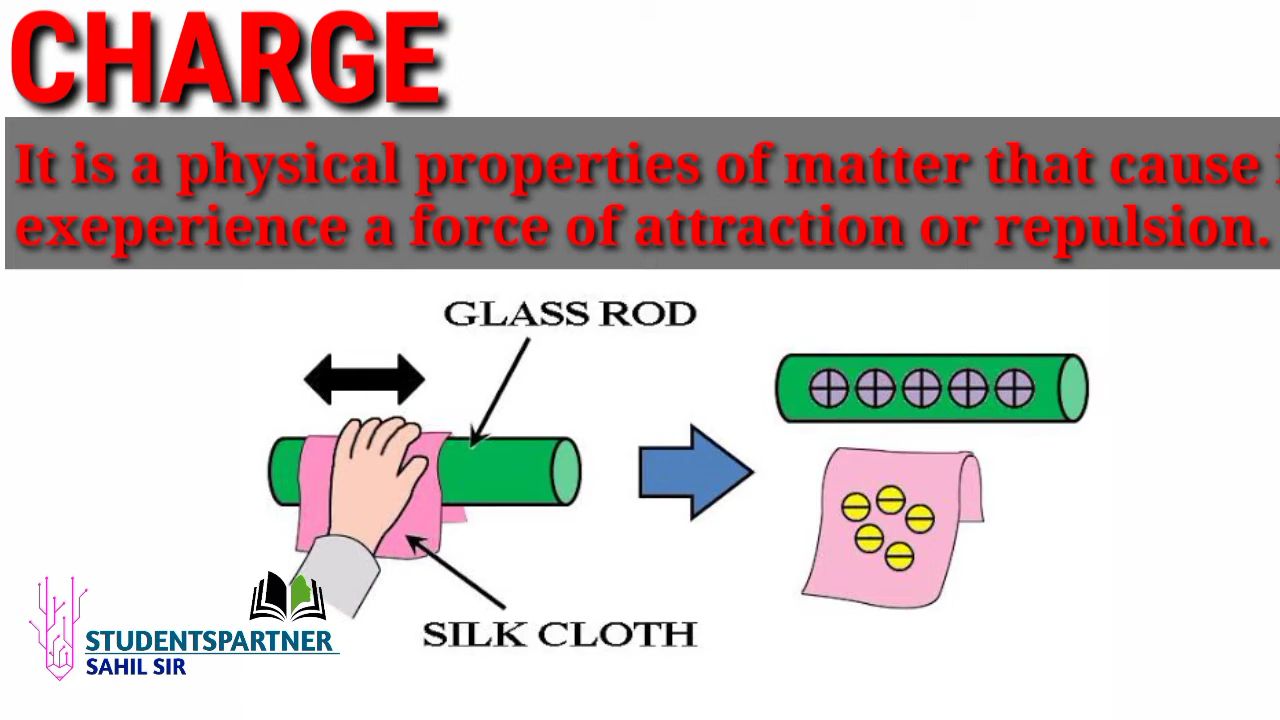 CHARGE
It is a physical properties of matter that cause
exeperience a force of attraction or repulsion.
GLASS ROD
SILK CLOTH
STUDENTSPARTNER
SAHIL SIR